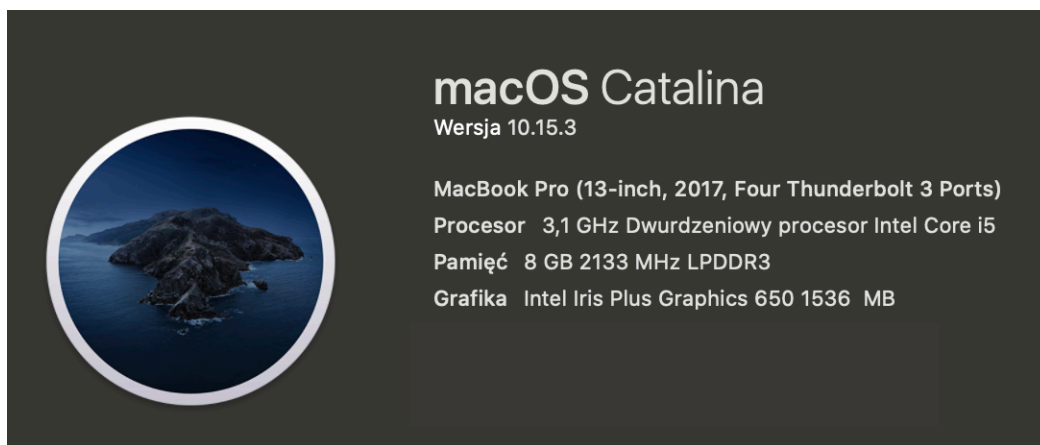 macOS Catalina
Wersja 10.15.3
MacBook Pro (13-inch, 2017, Four Thunderbolt 3 Ports)
Procesor 3,1 GHz Dwurdzeniowy procesor Intel Core i5
Pamięć 8 GB 2133 MHz LPDDR3
Grafika Intel Iris Plus Graphics 650 1536 MB